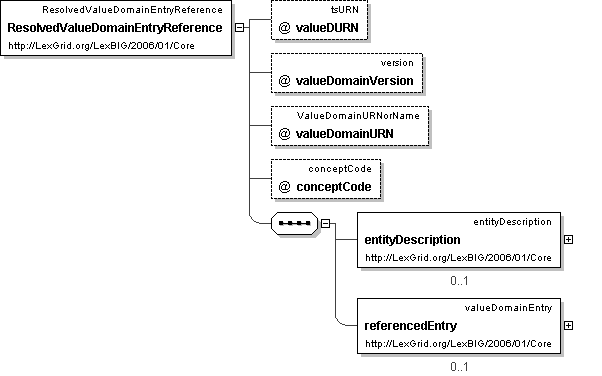 ResolvedValueDomainEntryReference
ResolvedValueDomainEntryReference
http://LexGrid.org/LexBIG/2006/01/Core
tsURN
@ valueDURN
version
@ valueDomainVersion
ValueDomainURNorName
@ valueDomainURN
conceptCode
@ conceptCode
entityDescription
entityDescription
http://LexGrid.org/LexBIG/2006/01/Core
0..1
valueDomainEntry
referencedEntry
http://LexGrid.org/LexBIG/2006/01/Core
0..1